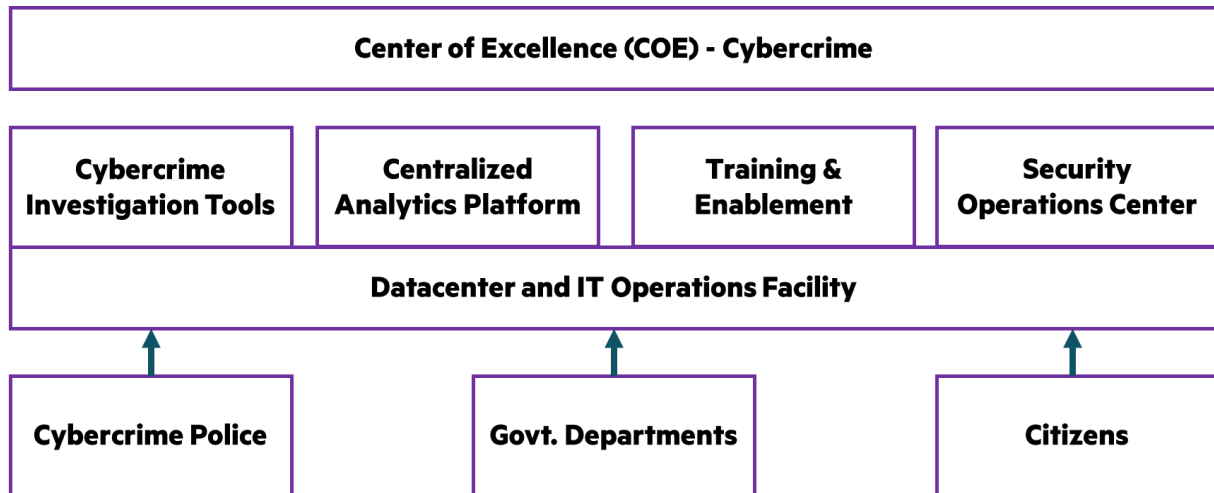 Center of Excellence (COE) - Cybercrime
Cybercrime
Investigation Tools
Centralized
Analytics Platform
Training &
Enablement
Security
Operations Center
Datacenter and IT Operations Facility
Cybercrime Police
Govt. Departments
Citizens